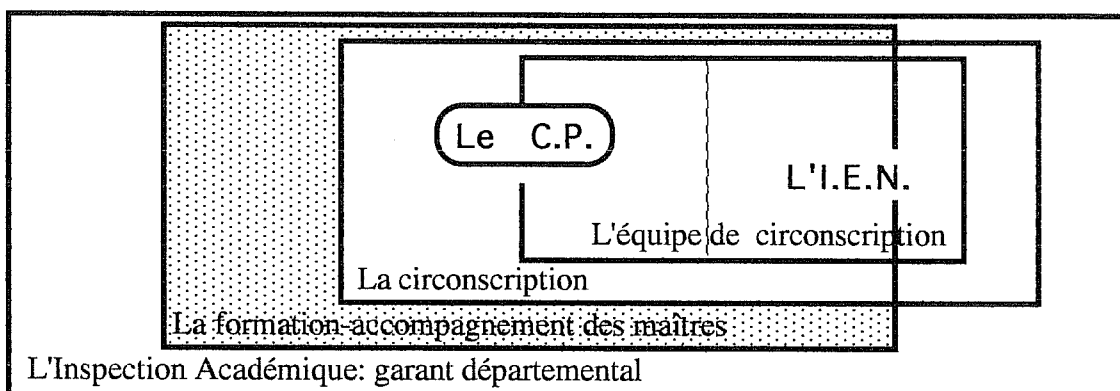 Le C.P.
L'I.E.N.
L'équipe de circonscription
La circonscription
La formation-accompagnement des maîtres
L'Inspection Académique: garant départemental